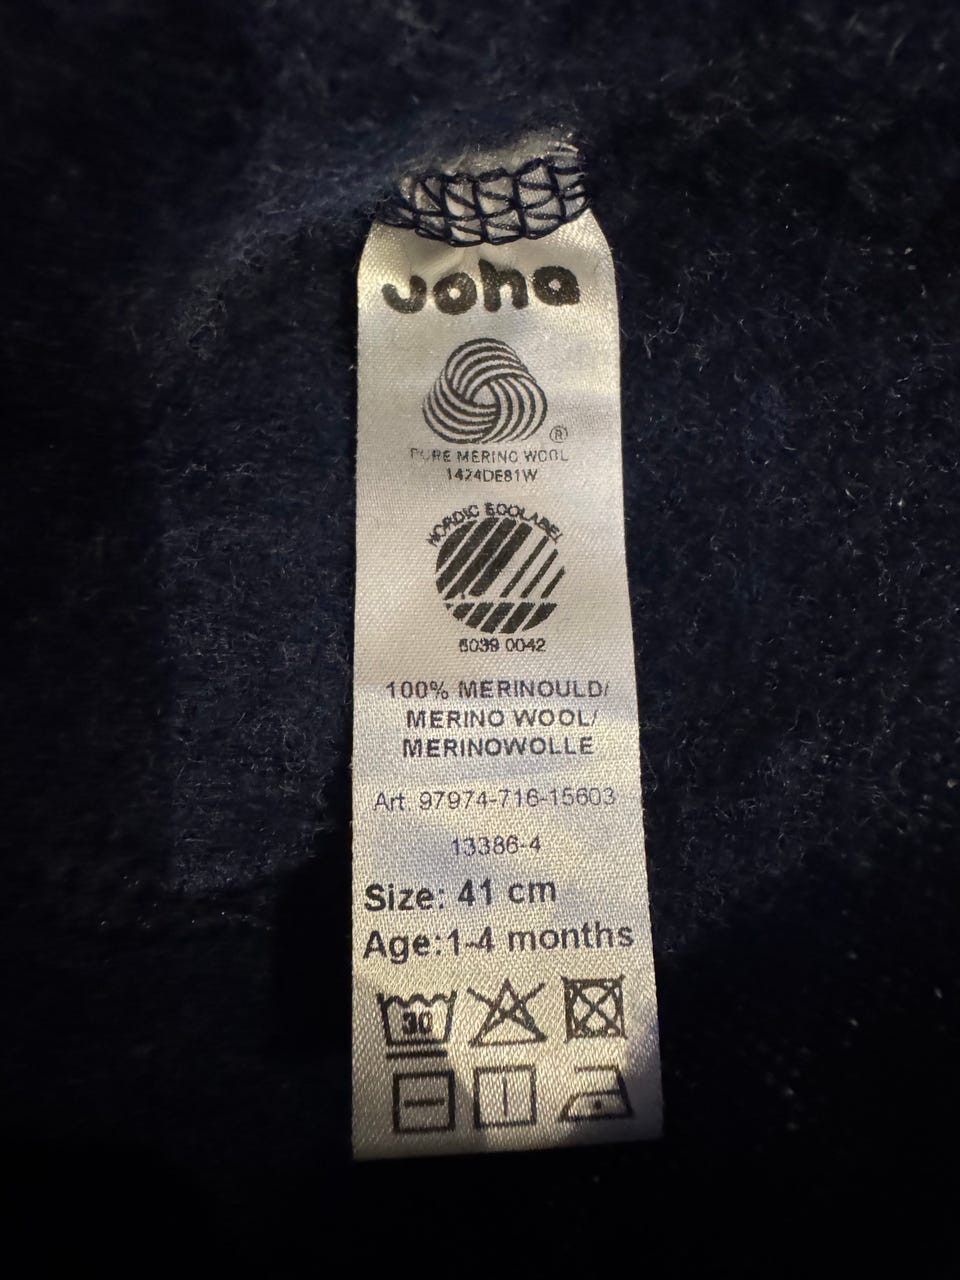 Joha
®
PURE MERINO WOOL
1424DE81W
NORDIC ECOLABEL
5039 0042
100% MERINOULD/
MERINO WOOL/
MERINOWOLLE
Art. 97974-716-15603
13386-4
Size: 41 cm
Age:1-4 months
30